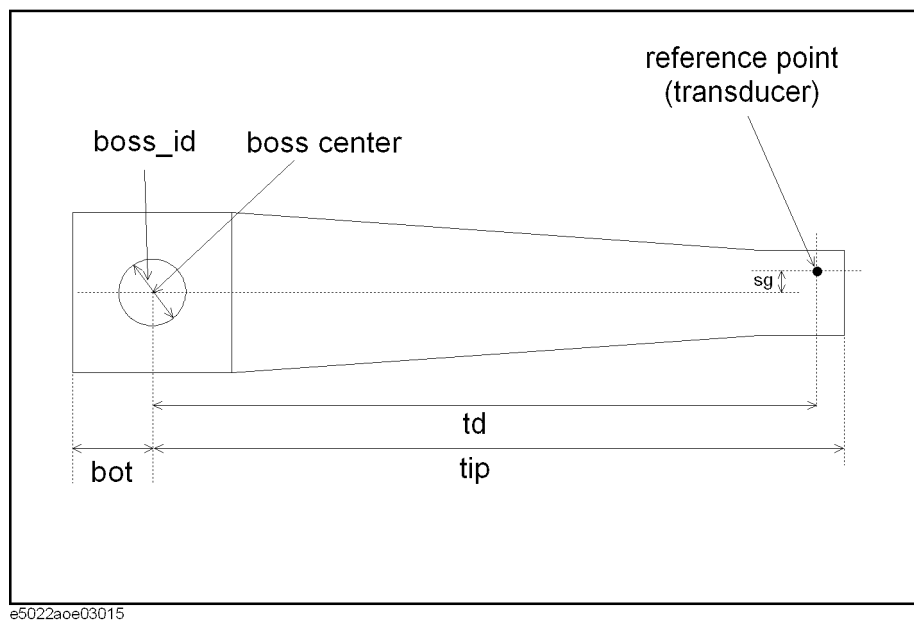 reference point
(transducer)
boss_id
boss center
sg
td
bot
tip
e5022aoe03015